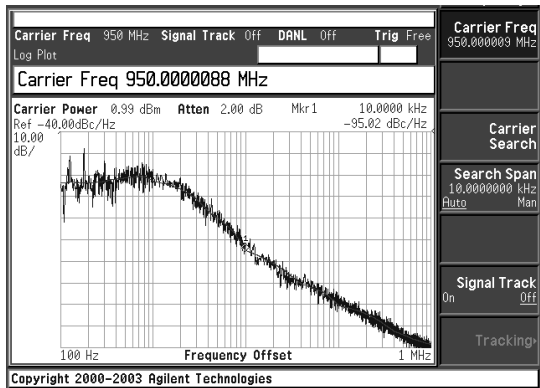 Carrier Freq 950 MHz Signal Track Off DANL Off Trig Free
Log Plot
Carrier Freq 950.0000088 MHz
Carrier Power 0.99 dBm Atten 2.00 dB Mkr1 10.0000 kHz
Ref -40.00dBc/Hz -95.02 dBc/Hz
10.00
dB/
100 Hz Frequency Offset 1 MHz
Copyright 2000-2003 Agilent Technologies
Carrier Freq
950.000009 MHz
Carrier
Search
Search Span
10.0000000 kHz
Auto Man
Signal Track
On Off
Tracking